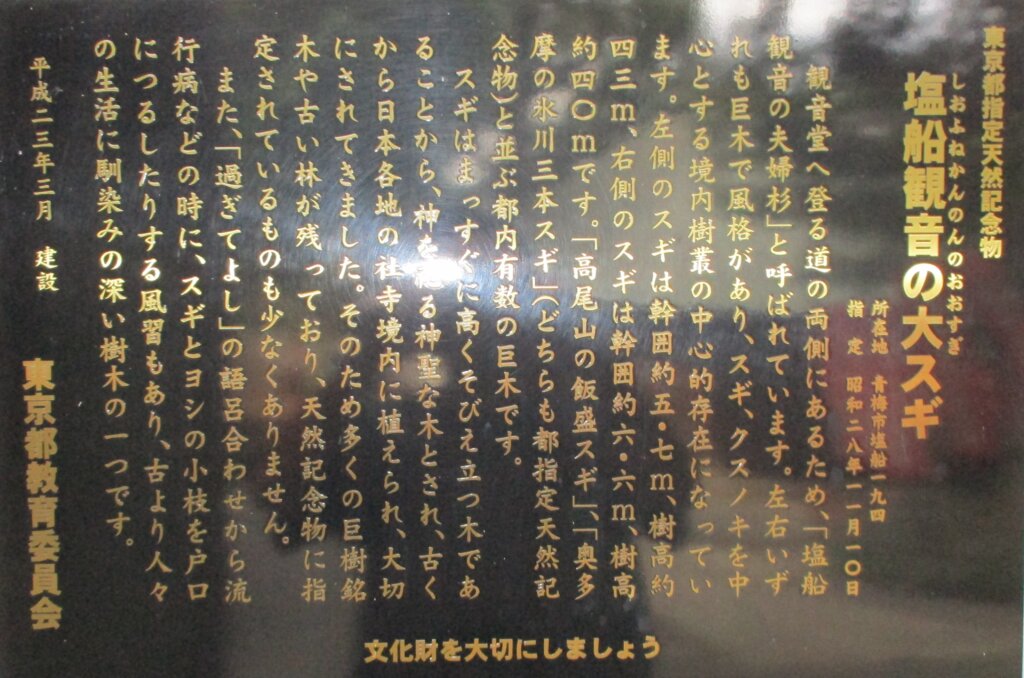 東京都指定天然記念物
しおふねかんのんのおおすぎ
塩船観音の大スギ
所在地　青梅市塩船一九四
指　定　昭和二八年一一月一〇日
観音堂へ登る道の両側にあるため、「塩船
観音の夫婦杉」と呼ばれています。左右いず
れも巨木で風格があり、スギ、クスノキを中
心とする境内樹叢の中心的存在になってい
ます。左側のスギは幹囲約五・七m、樹高約
四三m、右側のスギは幹囲約六・六m、樹高
約四〇mです。「高尾山の飯盛スギ」、「奥多
摩の氷川三本スギ」(どちらも都指定天然記
念物)と並ぶ都内有数の巨木です。
スギはまっすぐに高くそびえ立つ木であ
ることから、神を る神聖な木とされ、古く
から日本各地の社寺境内に植えられ、大切
にされてきました。そのため多くの巨樹銘
木や古い林が残っており、天然記念物に指
定されているものも少なくありません。
また、「過ぎてよし」の語呂合わせから流
行病などの時に、スギとヨシの小枝を戸口
につるしたりする風習もあり、古より人々
の生活に馴染みの深い樹木の一つです。
平成二三年三月　建設
東京都教育委員会
文化財を大切にしましょう